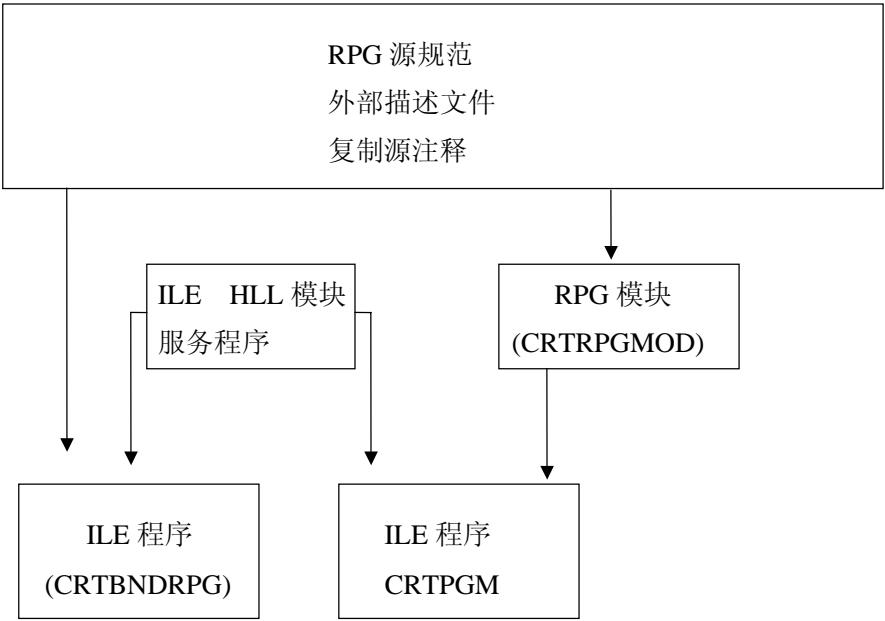 RPG 源规范
外部描述文件
复制源注释
ILE HLL 模块
服务程序
RPG 模块
(CRTRPGMOD)
ILE 程序
(CRTBNDRPG)
ILE 程序
CRTPGM